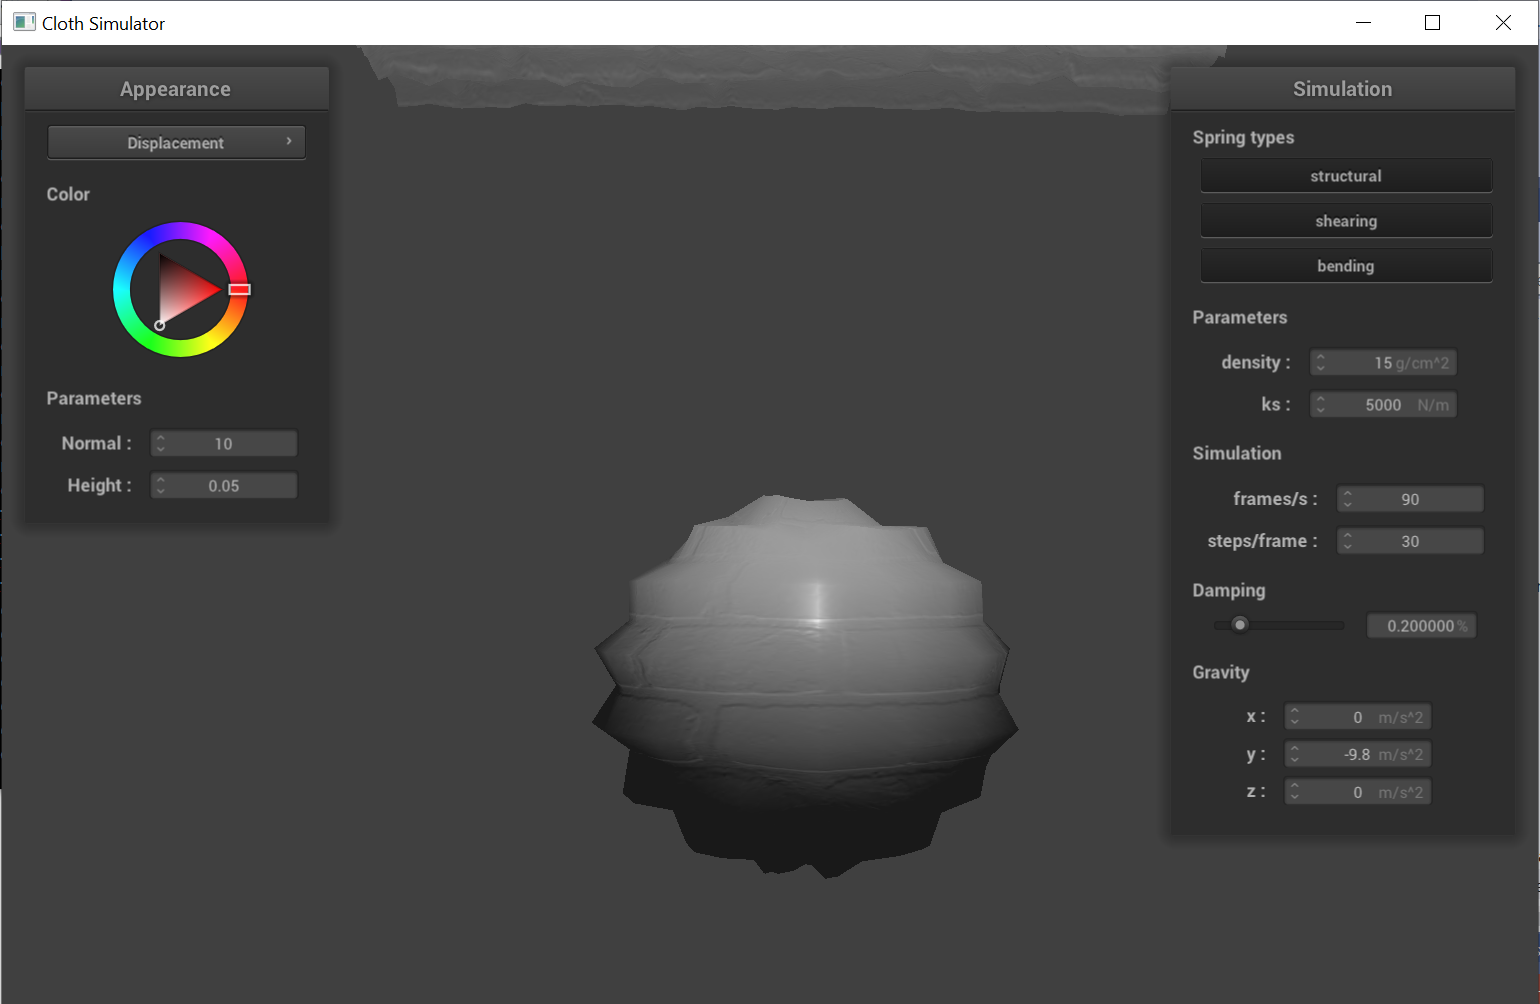 Cloth Simulator
Appearance
Displacement
Color
Parameters
Normal : 10
Height : 0.05
Simulation
Spring types
structural
shearing
bending
Parameters
density : 15 g/cm^2
ks : 5000 N/m
Simulation
frames/s : 90
steps/frame : 30
Damping
0.200000 %
Gravity
x : 0 m/s^2
y : -9.8 m/s^2
z : 0 m/s^2